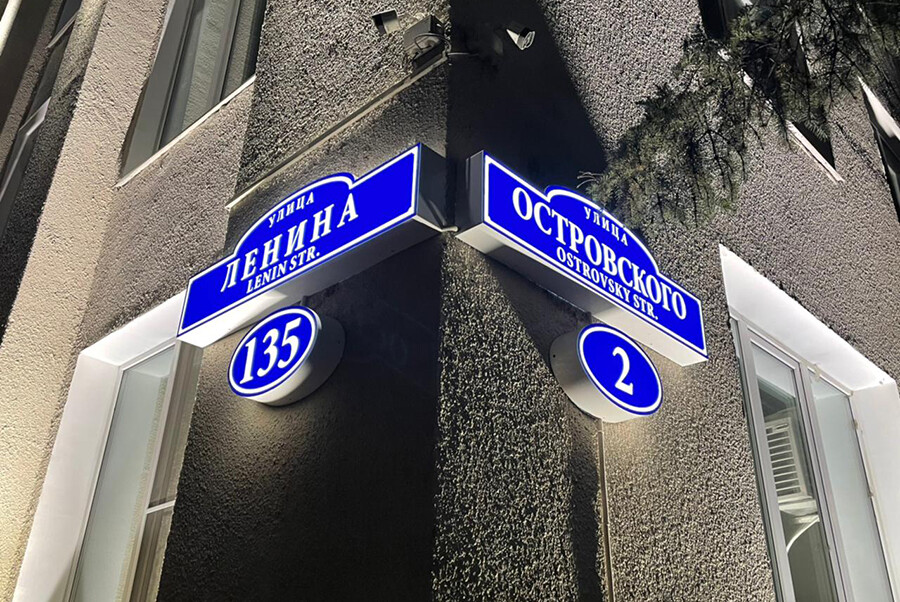 УЛИЦА
ЛЕНИНА
LENIN STR.
135
УЛИЦА
ОСТРОВСКОГО
OSTROVSKY STR.
2